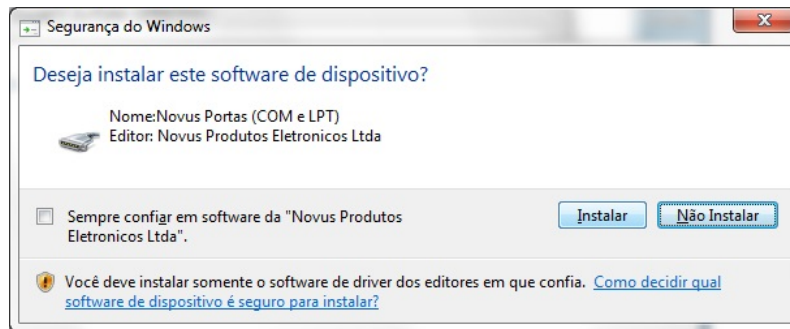 Segurança do Windows
Deseja instalar este software de dispositivo?
Nome:Novus Portas (COM e LPT)
Editor: Novus Produtos Eletronicos Ltda
Sempre confiar em software da "Novus Produtos
Eletronicos Ltda".
Instalar
Não Instalar
Você deve instalar somente o software de driver dos editores em que confia. Como decidir qual
software de dispositivo é seguro para instalar?